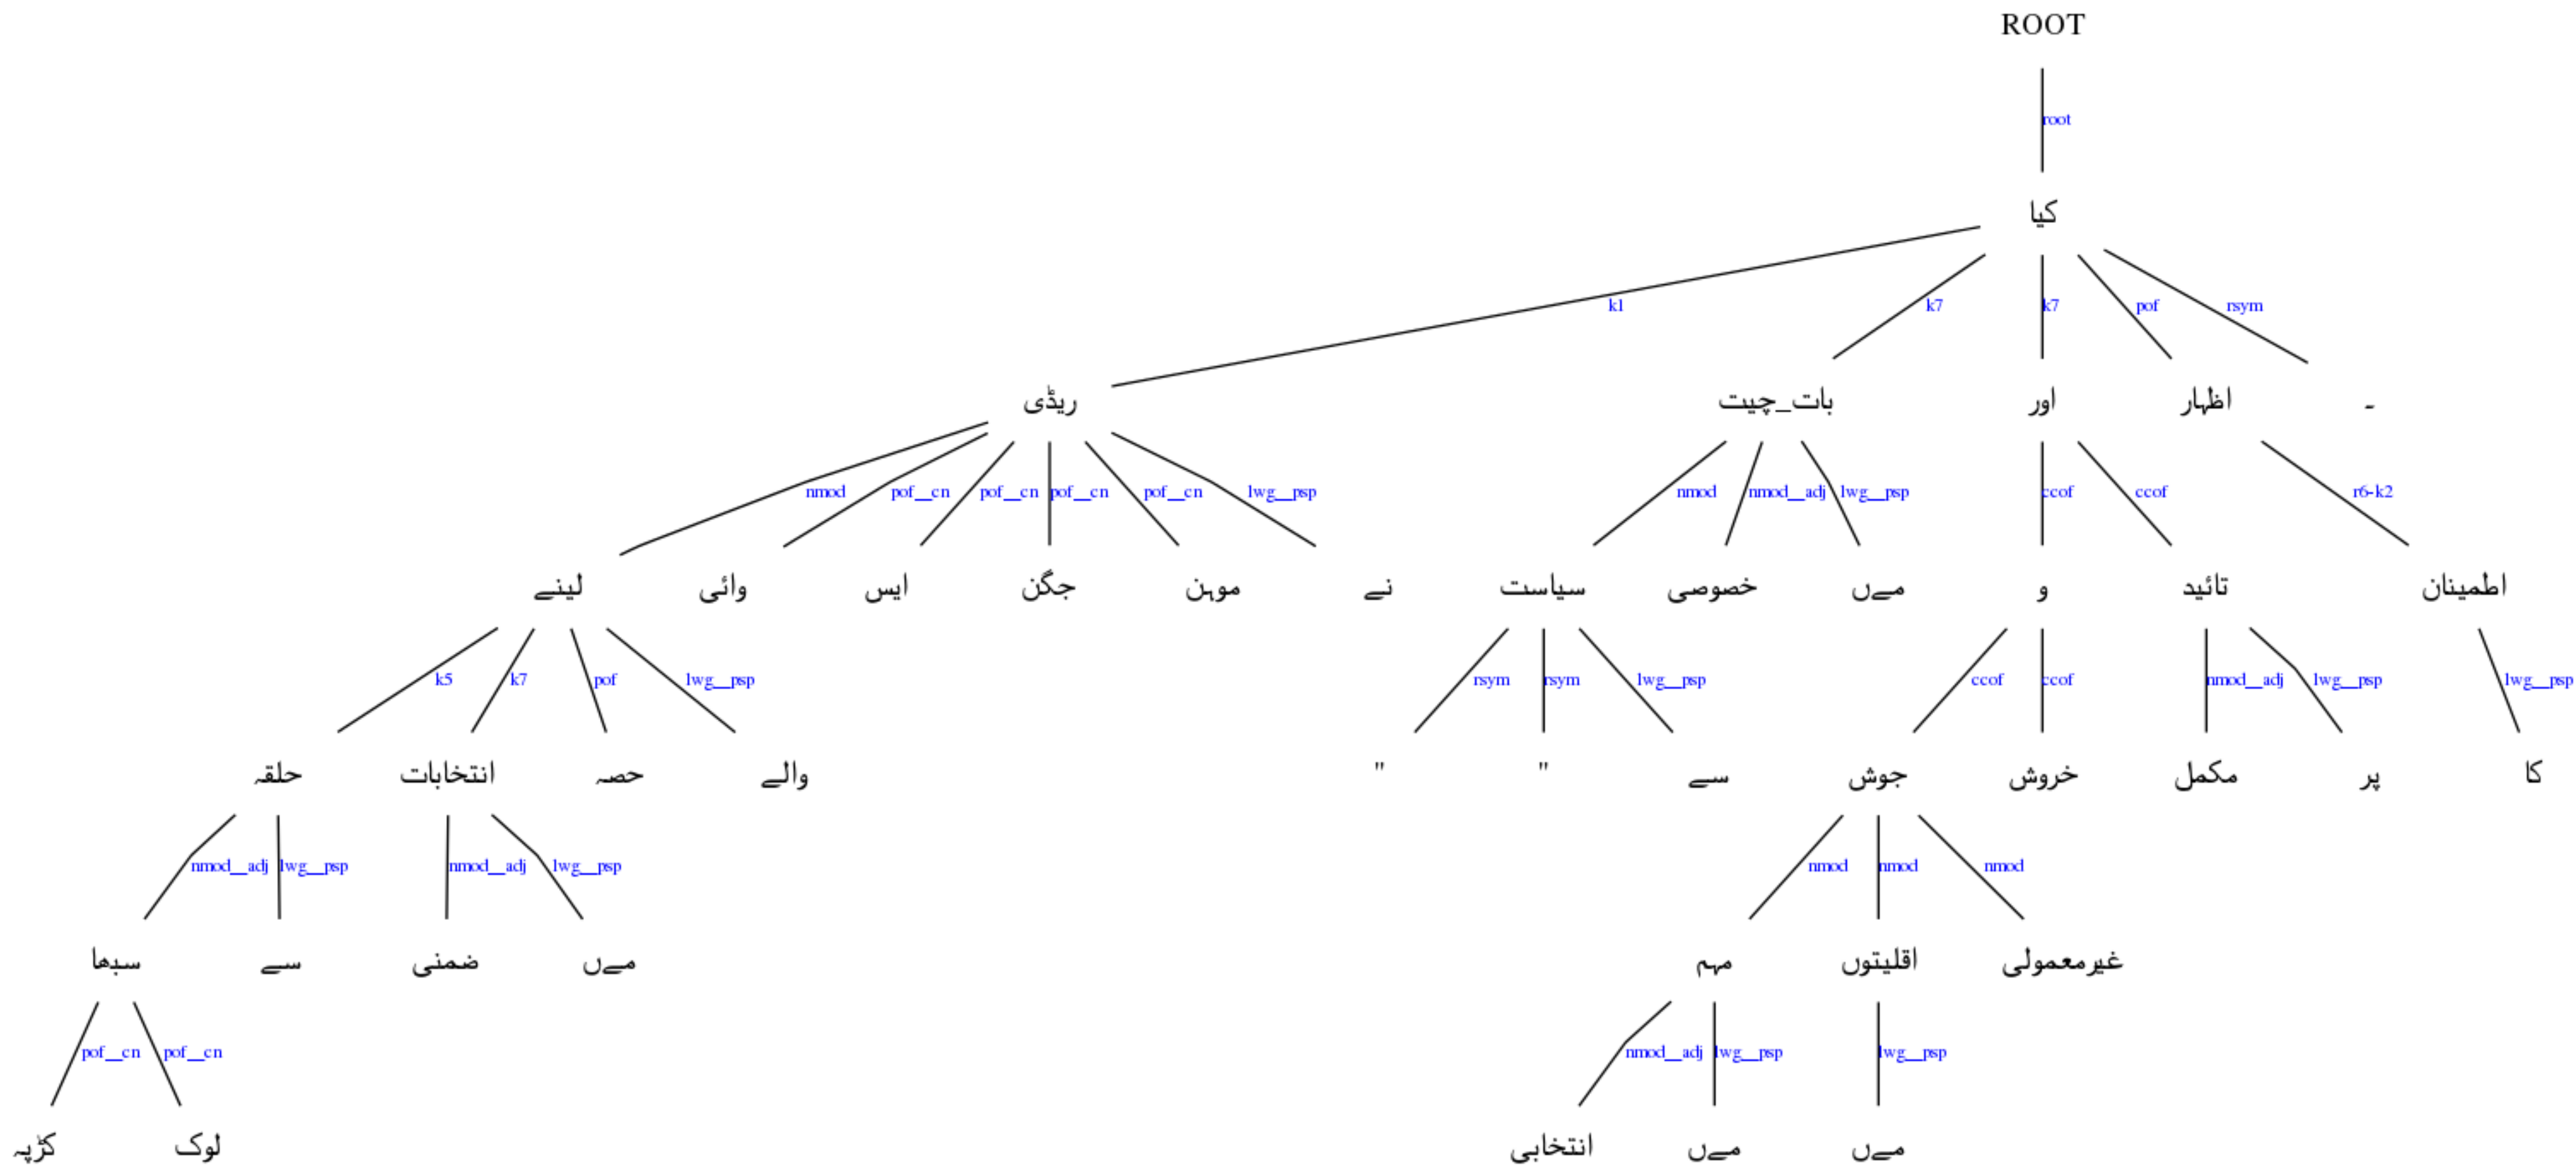 ROOT
root
کیا
k1 k7 k7 pof rsym
ریڈی بات_چیت اور اظہار ۔
nmod pof__cn pof__cn pof__cn pof__cn lwg__psp nmod nmod__adj lwg__psp ccof ccof r6-k2
لینے وائی ایس جگن موہن نے سیاست خصوصی مےں و تائید اطمینان
k5 k7 pof lwg__psp rsym rsym lwg__psp ccof ccof nmod__adj lwg__psp lwg__psp
حلقہ انتخابات حصہ والے " " سے جوش خروش مکمل پر کا
nmod__adj lwg__psp nmod__adj lwg__psp nmod nmod nmod
سبھا سے ضمنی مےں مہم اقلیتوں غیرمعمولی
pof__cn pof__cn nmod__adj lwg__psp lwg__psp
کڑپہ لوک انتخابی مےں مےں